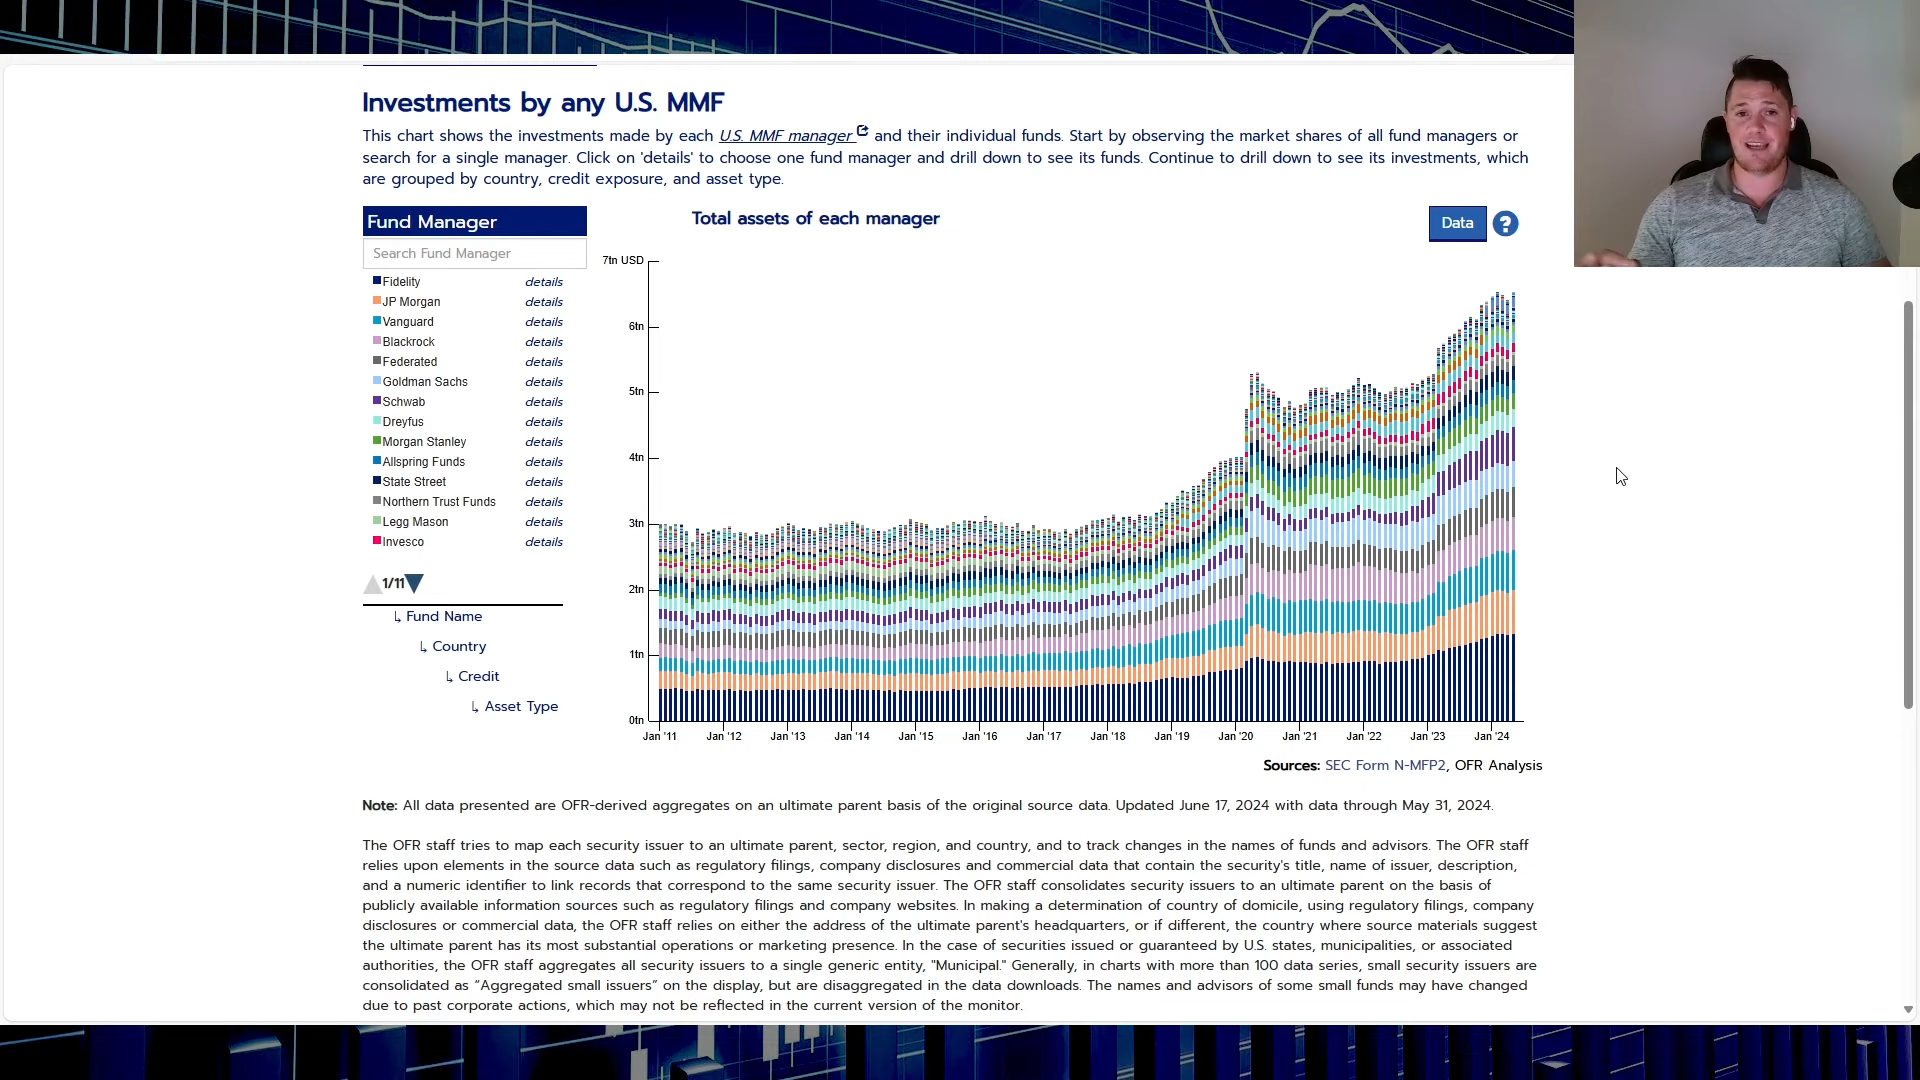 Investments by any U.S. MMF
This chart shows the investments made by each U.S. MMF manager and their individual funds. Start by observing the market shares of all fund managers or
search for a single manager. Click on 'details' to choose one fund manager and drill down to see its funds. Continue to drill down to see its investments, which
are grouped by country, credit exposure, and asset type.
Fund Manager
Search Fund Manager
Fidelity details
JP Morgan details
Vanguard details
Blackrock details
Federated details
Goldman Sachs details
Schwab details
Dreyfus details
Morgan Stanley details
Allspring Funds details
State Street details
Northern Trust Funds details
Legg Mason details
Invesco details
1/11
↳ Fund Name
↳ Country
↳ Credit
↳ Asset Type
Total assets of each manager
Data ?
7tn USD
6tn
5tn
4tn
3tn
2tn
1tn
0tn
Jan '11 Jan '12 Jan '13 Jan '14 Jan '15 Jan '16 Jan '17 Jan '18 Jan '19 Jan '20 Jan '21 Jan '22 Jan '23 Jan '24
Sources: SEC Form N-MFP2, OFR Analysis
Note: All data presented are OFR-derived aggregates on an ultimate parent basis of the original source data. Updated June 17, 2024 with data through May 31, 2024.
The OFR staff tries to map each security issuer to an ultimate parent, sector, region, and country, and to track changes in the names of funds and advisors. The OFR staff
relies upon elements in the source data such as regulatory filings, company disclosures and commercial data that contain the security's title, name of issuer, description,
and a numeric identifier to link records that correspond to the same security issuer. The OFR staff consolidates security issuers to an ultimate parent on the basis of
publicly available information sources such as regulatory filings and company websites. In making a determination of country of domicile, using regulatory filings, company
disclosures or commercial data, the OFR staff relies on either the address of the ultimate parent's headquarters, or if different, the country where source materials suggest
the ultimate parent has its most substantial operations or marketing presence. In the case of securities issued or guaranteed by U.S. states, municipalities, or associated
authorities, the OFR staff aggregates all security issuers to a single generic entity, "Municipal." Generally, in charts with more than 100 data series, small security issuers are
consolidated as “Aggregated small issuers” on the display, but are disaggregated in the data downloads. The names and advisors of some small funds may have changed
due to past corporate actions, which may not be reflected in the current version of the monitor.